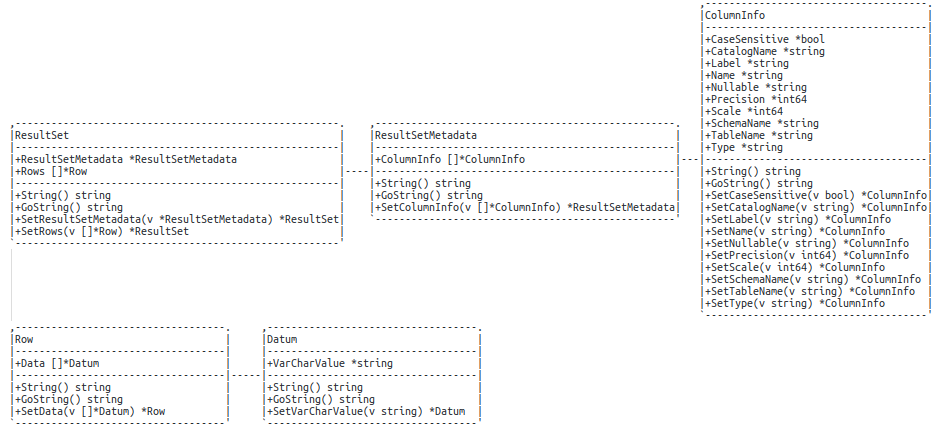 ColumnInfo
+CaseSensitive *bool
+CatalogName *string
+Label *string
+Name *string
+Nullable *string
+Precision *int64
+Scale *int64
+SchemaName *string
+TableName *string
+Type *string
+String() string
+GoString() string
+SetCaseSensitive(v bool) *ColumnInfo
+SetCatalogName(v string) *ColumnInfo
+SetLabel(v string) *ColumnInfo
+SetName(v string) *ColumnInfo
+SetNullable(v string) *ColumnInfo
+SetPrecision(v int64) *ColumnInfo
+SetScale(v int64) *ColumnInfo
+SetSchemaName(v string) *ColumnInfo
+SetTableName(v string) *ColumnInfo
+SetType(v string) *ColumnInfo
ResultSet
+ResultSetMetadata *ResultSetMetadata
+Rows []*Row
+String() string
+GoString() string
+SetResultSetMetadata(v *ResultSetMetadata) *ResultSet
+SetRows(v []*Row) *ResultSet
ResultSetMetadata
+ColumnInfo []*ColumnInfo
+String() string
+GoString() string
+SetColumnInfo(v []*ColumnInfo) *ResultSetMetadata
Row
+Data []*Datum
+String() string
+GoString() string
+SetData(v []*Datum) *Row
Datum
+VarCharValue *string
+String() string
+GoString() string
+SetVarCharValue(v string) *Datum